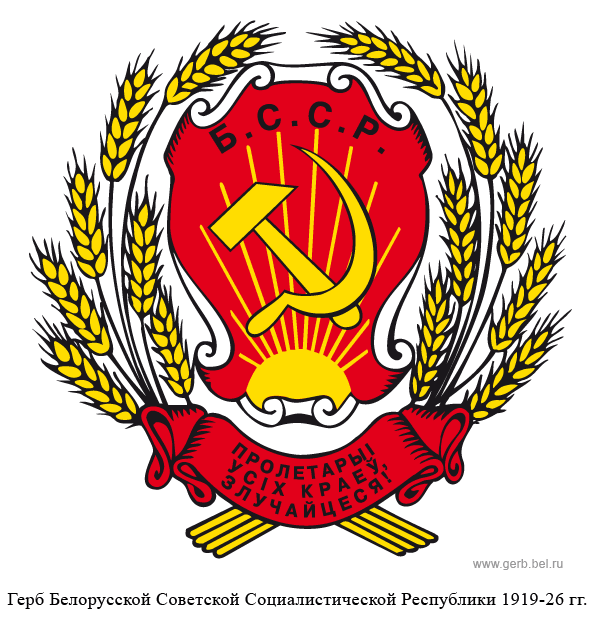 Б.С.С.Р.
ПРОЛЕТАРЫ!
УСІХ КРАЕЎ,
ЗЛУЧАЙЦЕСЯ!
www.gerb.bel.ru
Герб Белорусской Советской Социалистической Республики 1919-26 гг.